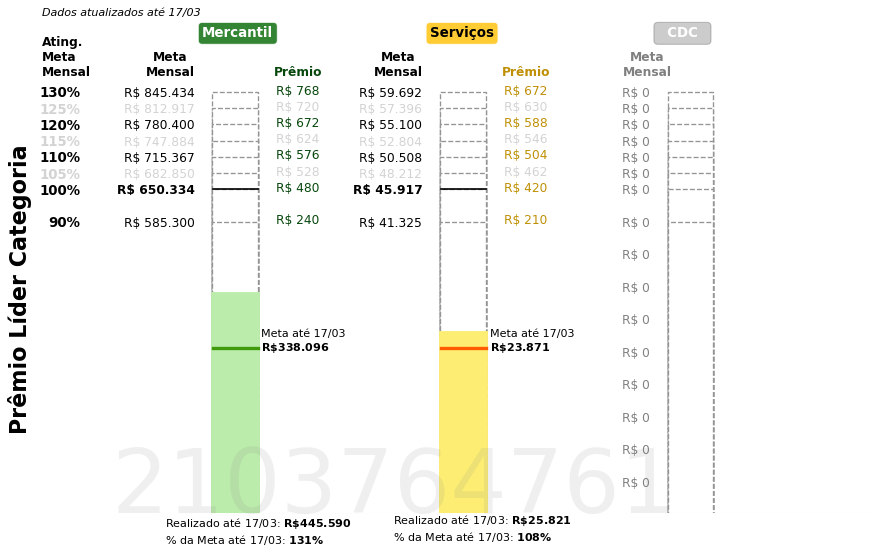 Dados atualizados até 17/03
Mercantil Serviços CDC
Ating.
Meta
Mensal
Meta
Mensal
Prêmio
Meta
Mensal
Prêmio
Meta
Mensal
130% R$ 845.434 R$ 768 R$ 59.692 R$ 672 R$ 0
125% R$ 812.917 R$ 720 R$ 57.396 R$ 630 R$ 0
120% R$ 780.400 R$ 672 R$ 55.100 R$ 588 R$ 0
115% R$ 747.884 R$ 624 R$ 52.804 R$ 546 R$ 0
110% R$ 715.367 R$ 576 R$ 50.508 R$ 504 R$ 0
105% R$ 682.850 R$ 528 R$ 48.212 R$ 462 R$ 0
100% R$ 650.334 R$ 480 R$ 45.917 R$ 420 R$ 0
90% R$ 585.300 R$ 240 R$ 41.325 R$ 210 R$ 0
R$ 0
R$ 0
R$ 0
R$ 0
R$ 0
R$ 0
R$ 0
R$ 0
Meta até 17/03
R$338.096
Meta até 17/03
R$23.871
Prêmio Líder Categoria
2103764761
Realizado até 17/03: R$445.590
% da Meta até 17/03: 131%
Realizado até 17/03: R$25.821
% da Meta até 17/03: 108%